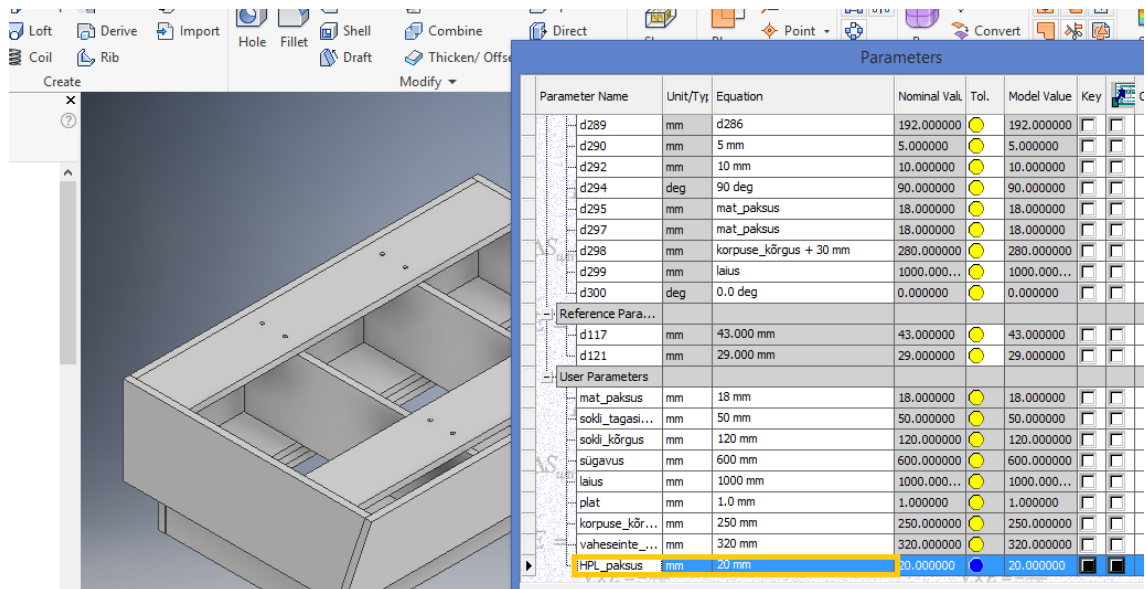 Loft Derive Import Hole Fillet Shell Combine Direct Point Convert
Coil Rib Draft Thicken/ Offse
Create Modify
Parameters
Parameter Name Unit/Typ Equation Nominal Valu Tol. Model Value Key
d289 mm d286 192.000000 192.000000
d290 mm 5 mm 5.000000 5.000000
d292 mm 10 mm 10.000000 10.000000
d294 deg 90 deg 90.000000 90.000000
d295 mm mat_paksus 18.000000 18.000000
d297 mm mat_paksus 18.000000 18.000000
d298 mm korpuse_kõrgus + 30 mm 280.000000 280.000000
d299 mm laius 1000.000... 1000.000...
d300 deg 0.0 deg 0.000000 0.000000
Reference Para...
d117 mm 43.000 mm 43.000000 43.000000
d121 mm 29.000 mm 29.000000 29.000000
User Parameters
mat_paksus mm 18 mm 18.000000 18.000000
sokli_tagasi... mm 50 mm 50.000000 50.000000
sokli_kõrgus mm 120 mm 120.000000 120.000000
sügavus mm 600 mm 600.000000 600.000000
laius mm 1000 mm 1000.000... 1000.000...
plat mm 1.0 mm 1.000000 1.000000
korpuse_kõr... mm 250 mm 250.000000 250.000000
vaheseinte_... mm 320 mm 320.000000 320.000000
HPL_paksus mm 20 mm 20.000000 20.000000